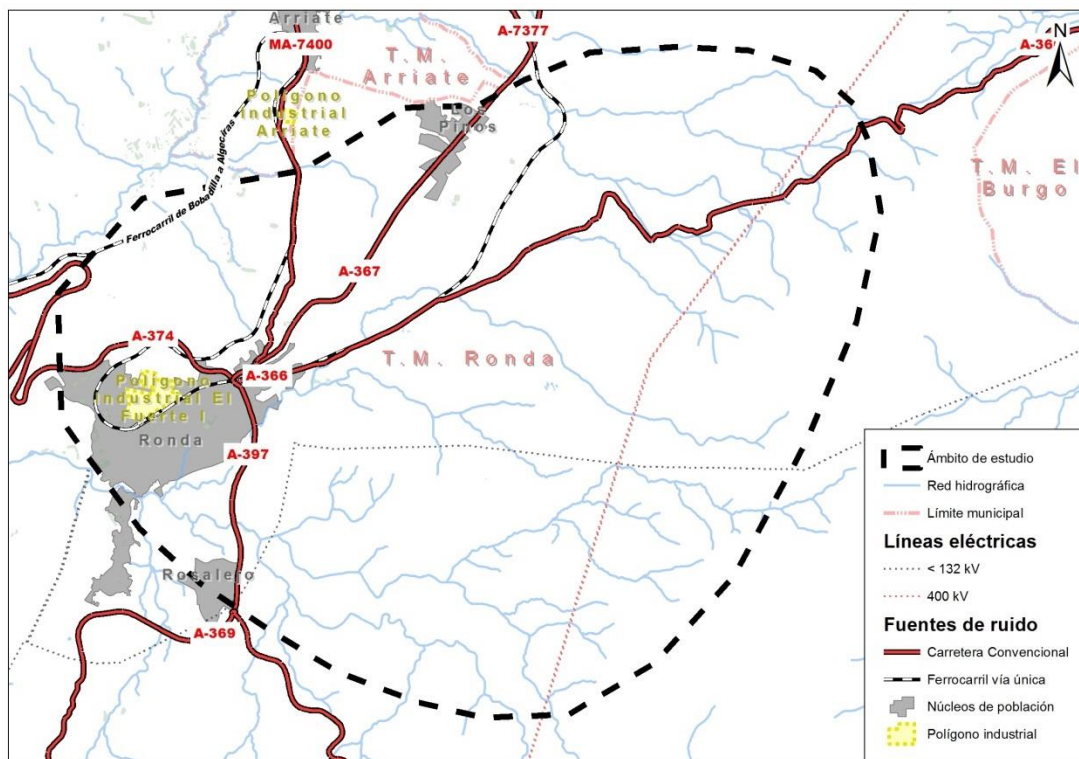 Arriate
MA-7400
A-7377
A-36
N
T. M.
Arriate
Polígono
Industrial
Arriate
Los
Pinos
T. M. El
Burgo
Ferrocarril de Bobadilla a Algeciras
A-367
A-374
T.M. Ronda
A-366
Polígono
Industrial El
Fuerte I
Ronda
A-397
Rosalejo
A-369
Ámbito de estudio
Red hidrográfica
Límite municipal
Líneas eléctricas
< 132 kV
400 kV
Fuentes de ruido
Carretera Convencional
Ferrocarril vía única
Núcleos de población
Polígono industrial